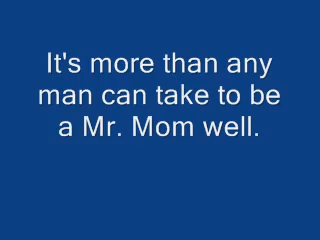 It's more than any
man can take to be
a Mr. Mom well.